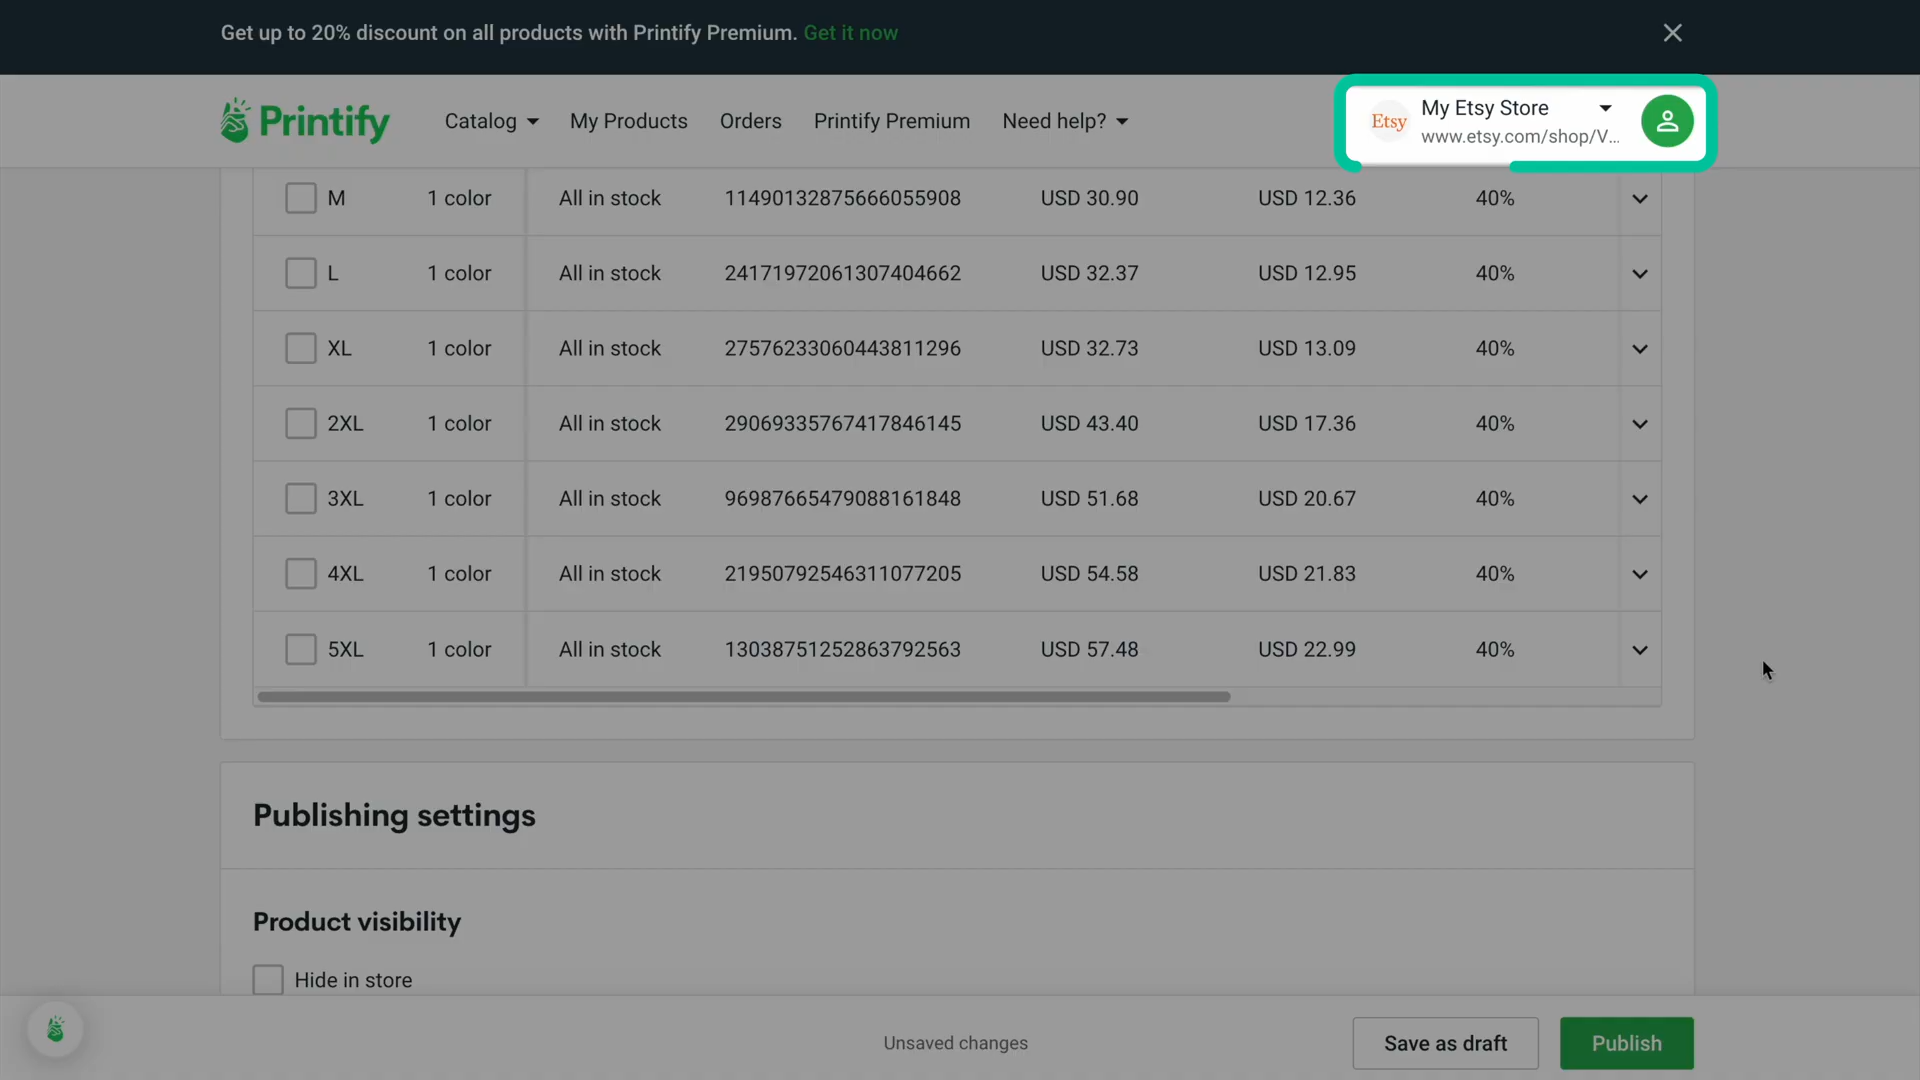 Get up to 20% discount on all products with Printify Premium. Get it now
Printify
Catalog
My Products
Orders
Printify Premium
Need help?
Etsy
My Etsy Store
www.etsy.com/shop/V...
M 1 color All in stock 11490132875666055908 USD 30.90 USD 12.36 40%
L 1 color All in stock 24171972061307404662 USD 32.37 USD 12.95 40%
XL 1 color All in stock 27576233060443811296 USD 32.73 USD 13.09 40%
2XL 1 color All in stock 29069335767417846145 USD 43.40 USD 17.36 40%
3XL 1 color All in stock 96987665479088161848 USD 51.68 USD 20.67 40%
4XL 1 color All in stock 21950792546311077205 USD 54.58 USD 21.83 40%
5XL 1 color All in stock 13038751252863792563 USD 57.48 USD 22.99 40%
Publishing settings
Product visibility
Hide in store
Unsaved changes
Save as draft
Publish